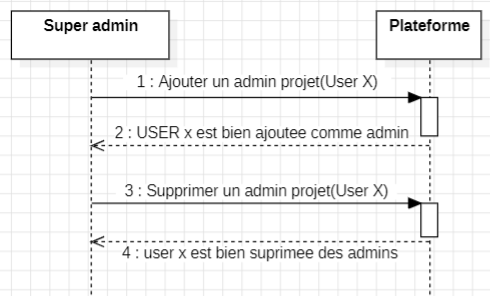 Super admin
Plateforme
1 : Ajouter un admin projet(User X)
2 : USER x est bien ajoutee comme admin
3 : Supprimer un admin projet(User X)
4 : user x est bien suprimee des admins